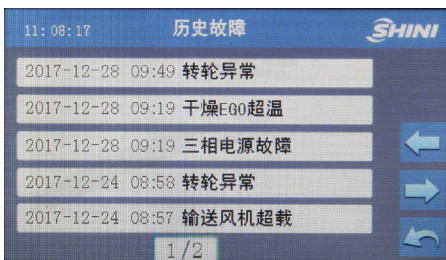 11:08:17 历史故障 SHINI
2017-12-28 09:49 转轮异常
2017-12-28 09:19 干燥EGO超温
2017-12-28 09:19 三相电源故障
2017-12-24 08:58 转轮异常
2017-12-24 08:57 输送风机超载
1/2